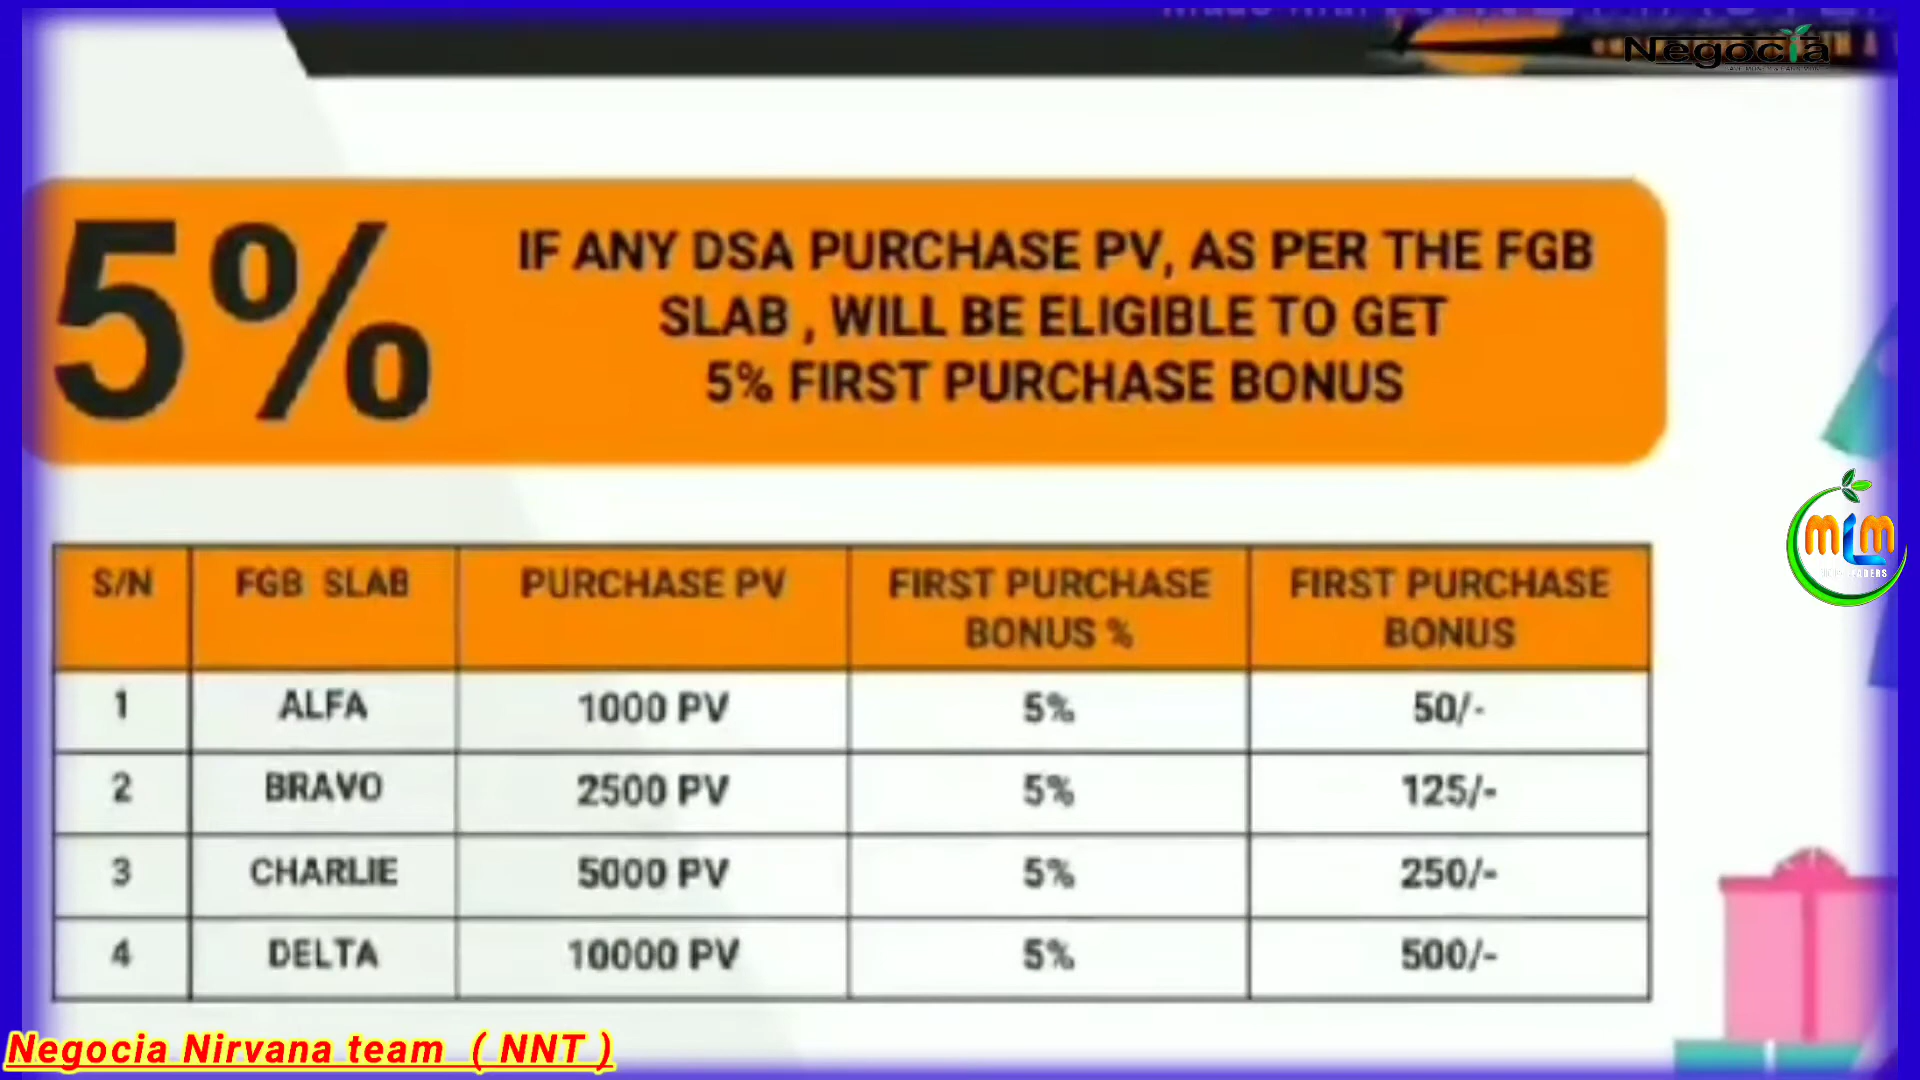 Negocia
5%
IF ANY DSA PURCHASE PV, AS PER THE FGB
SLAB , WILL BE ELIGIBLE TO GET
5% FIRST PURCHASE BONUS
MLM
S/N FGB SLAB PURCHASE PV FIRST PURCHASE BONUS % FIRST PURCHASE BONUS
1 ALFA 1000 PV 5% 50/-
2 BRAVO 2500 PV 5% 125/-
3 CHARLIE 5000 PV 5% 250/-
4 DELTA 10000 PV 5% 500/-
Negocia Nirvana team ( NNT )